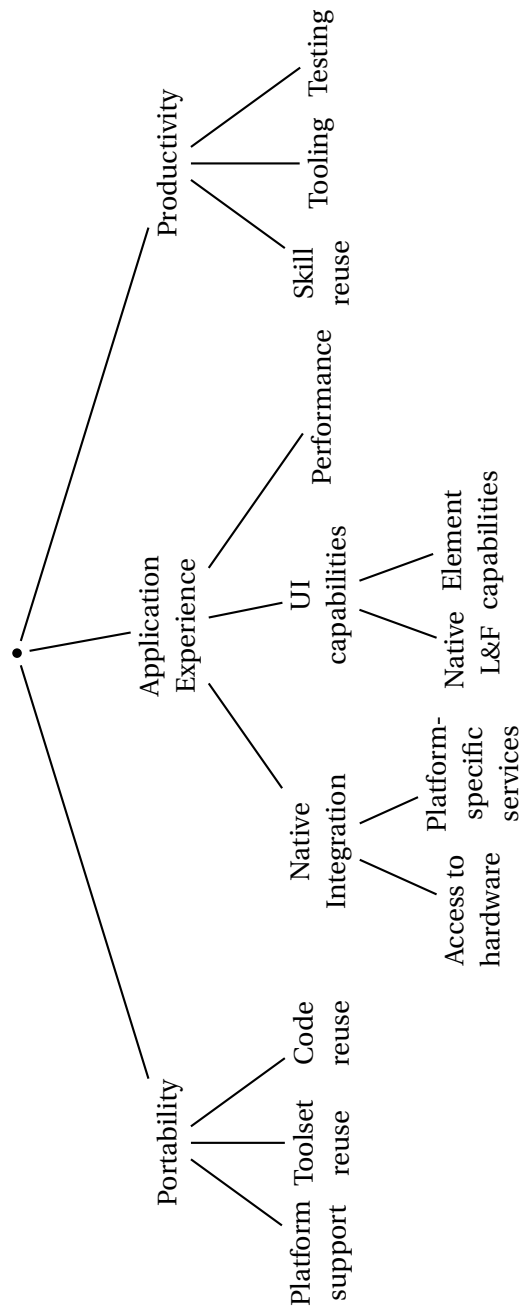 Portability
Platform
support
Toolset
reuse
Code
reuse
Application
Experience
Native
Integration
Access to
hardware
Platform-
specific
services
UI
capabilities
Native
L&F
Element
capabilities
Performance
Productivity
Skill
reuse
Tooling
Testing